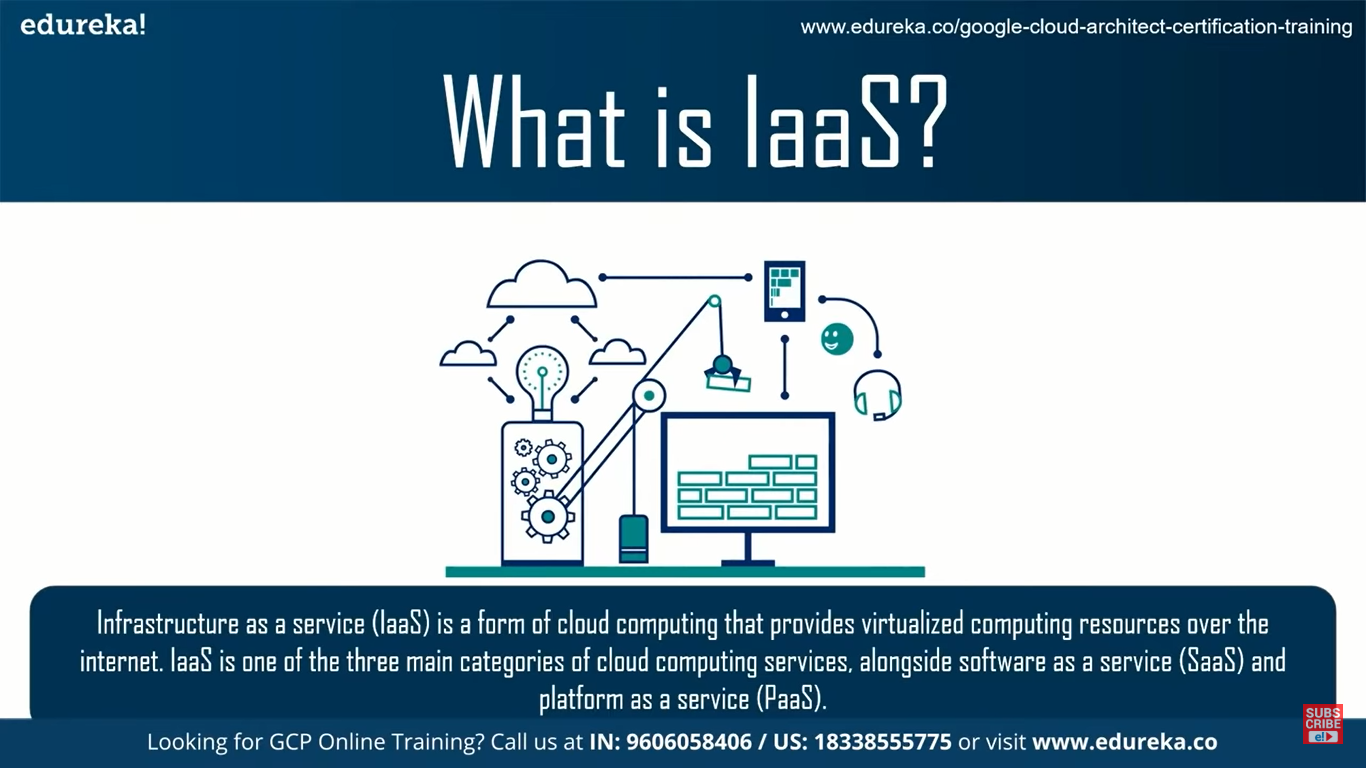 edureka!
www.edureka.co/google-cloud-architect-certification-training
What is IaaS?
Infrastructure as a service (IaaS) is a form of cloud computing that provides virtualized computing resources over the
internet. IaaS is one of the three main categories of cloud computing services, alongside software as a service (SaaS) and
platform as a service (PaaS).
SUBS
CRIBE
e!
Looking for GCP Online Training? Call us at IN: 9606058406 / US: 18338555775 or visit www.edureka.co